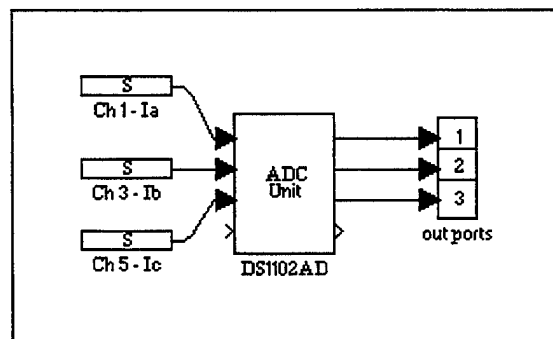 S
Ch 1 - Ia
S
Ch 3 - Ib
S
Ch 5 - Ic
ADC
Unit
DS1102AD
1
2
3
out ports